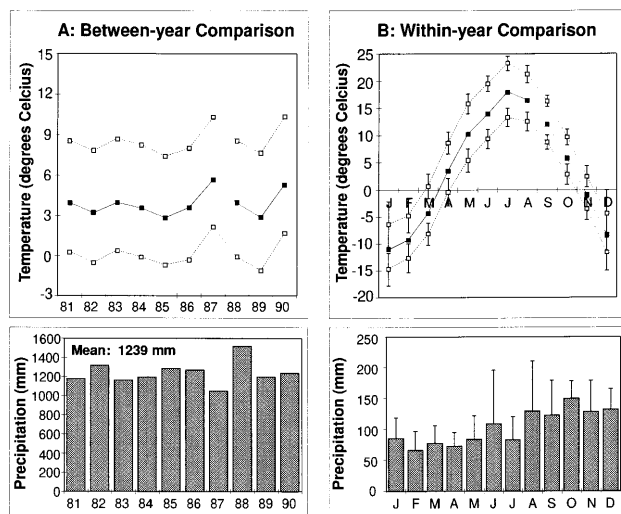 A: Between-year Comparison
Temperature (degrees Celcius)
15
12
9
6
3
0
-3
81 82 83 84 85 86 87 88 89 90
Precipitation (mm)
1600
1400
1200
1000
800
600
400
200
0
Mean: 1239 mm
81 82 83 84 85 86 87 88 89 90
B: Within-year Comparison
Temperature (degrees Celcius)
25
20
15
10
5
0
-5
-10
-15
-20
J F M A M J J A S O N D
Precipitation (mm)
250
200
150
100
50
0
J F M A M J J A S O N D